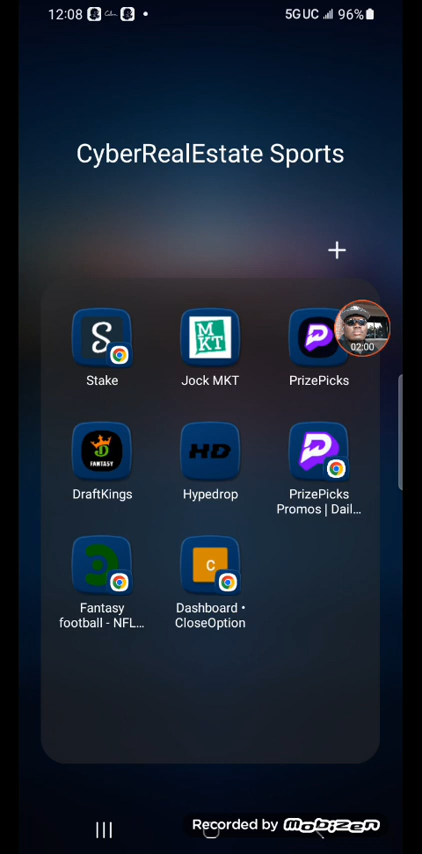 12:08
5G UC 96%
CyberRealEstate Sports
+
S
M
KT
02:00
Stake
Jock MKT
PrizePicks
FANTASY
HD
DraftKings
Hypedrop
PrizePicks
Promos | Dail...
C
Fantasy
football - NFL...
Dashboard •
CloseOption
Recorded by MOBIZEN